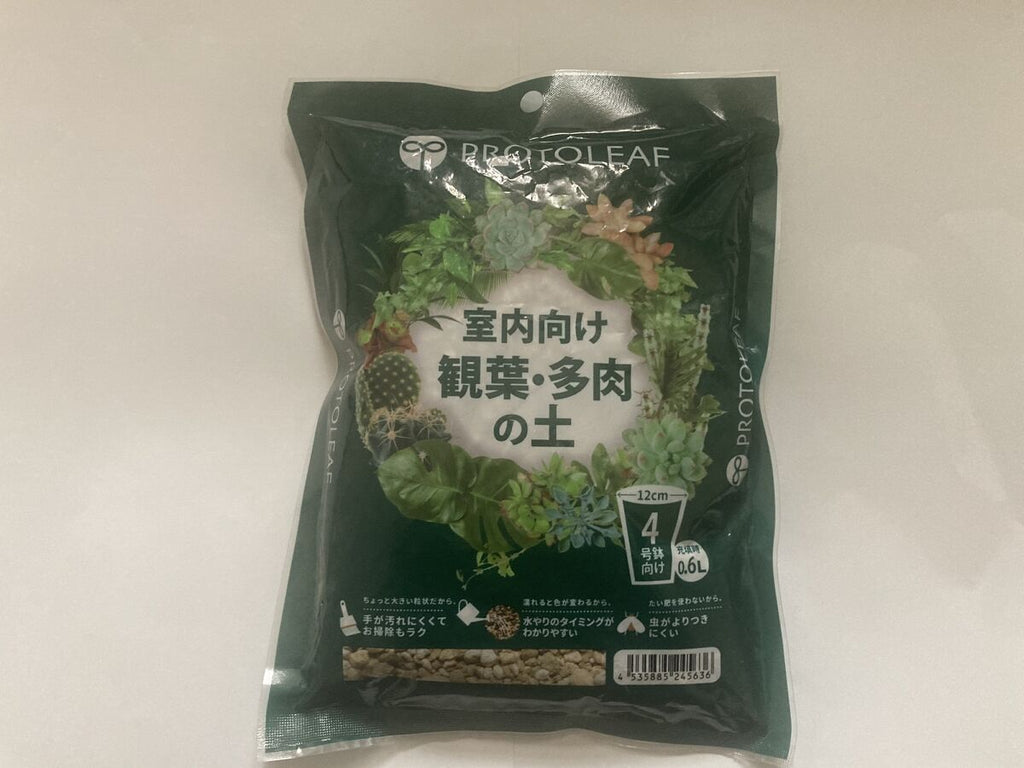 PROTOLEAF
室内向け
観葉・多肉
の土
PROTOLEAF
PROTOLEAF
12cm
4
号鉢
向け
充填時
0.6L
ちょっと大きい粒状だから、
手が汚れにくくて
お掃除もラク
濡れると色が変わるから、
水やりのタイミングが
わかりやすい
たい肥を使わないから、
虫がよりつき
にくい
4 535885 245636